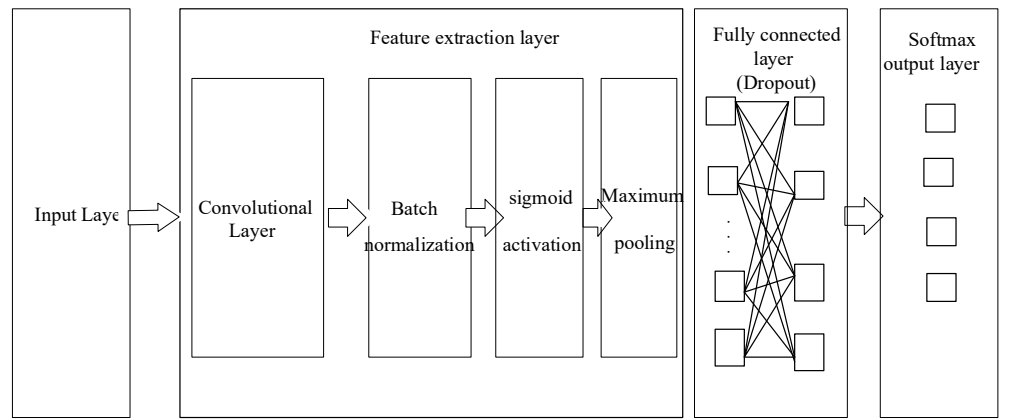 Input Laye
Feature extraction layer
Convolutional
Layer
Batch
normalization
sigmoid
activation
Maximum
pooling
Fully connected
layer
(Dropout)
Softmax
output layer